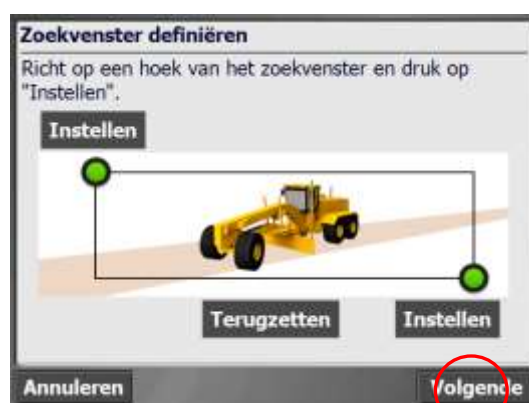 Zoekvenster definiëren
Richt op een hoek van het zoekvenster en druk op
"Instellen".
Instellen
Terugzetten
Instellen
Annuleren
Volgende